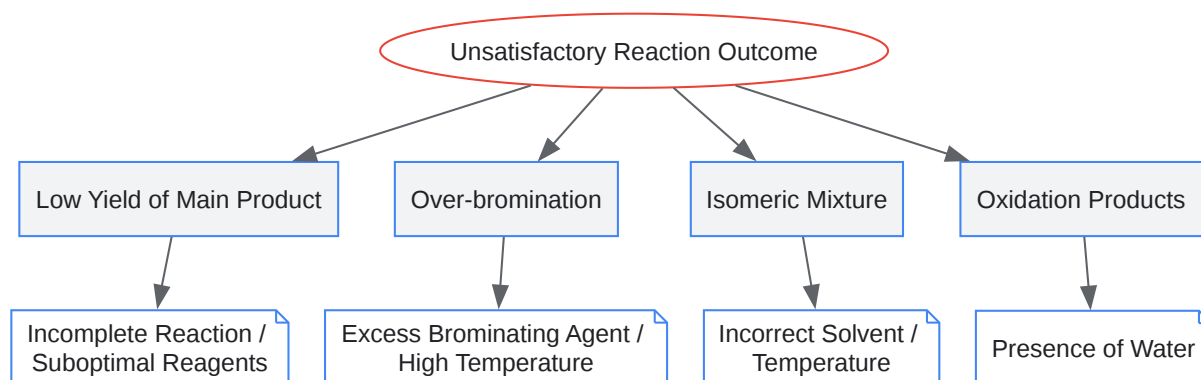 Unsatisfactory Reaction Outcome
Low Yield of Main Product
Over-bromination
Isomeric Mixture
Oxidation Products
Incomplete Reaction /
Suboptimal Reagents
Excess Brominating Agent /
High Temperature
Incorrect Solvent /
Temperature
Presence of Water